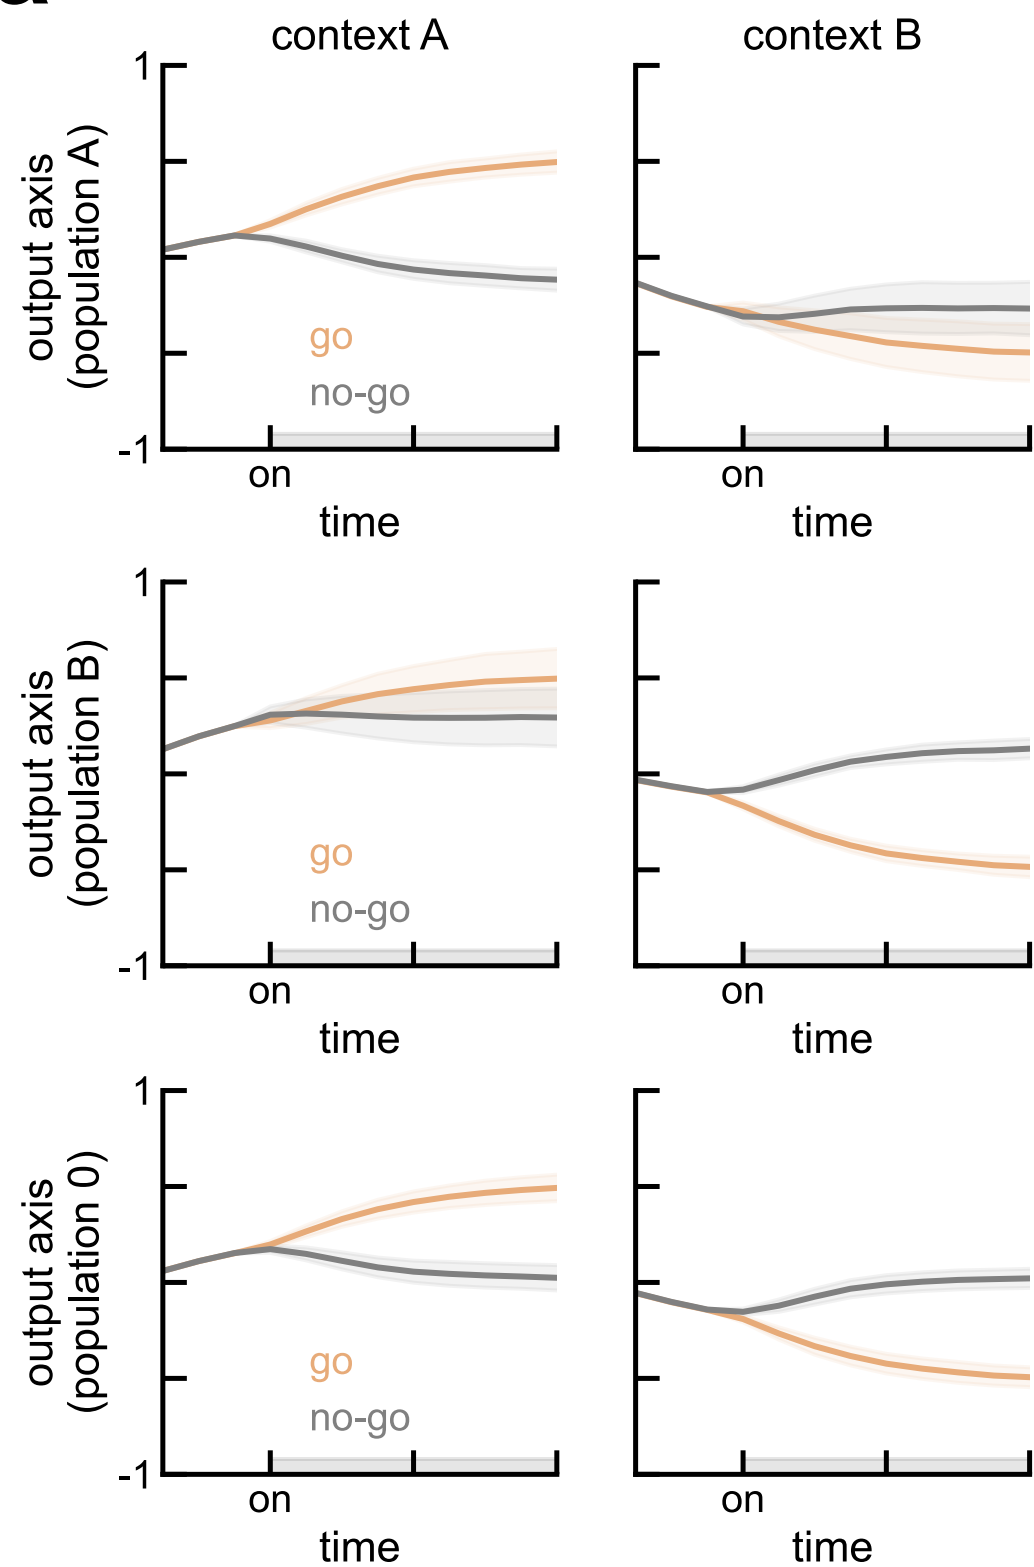 context A
context B
1
output axis
(population A)
go
no-go
-1
on
on
time
time
1
output axis
(population B)
go
no-go
-1
on
on
time
time
1
output axis
(population 0)
go
no-go
-1
on
on
time
time